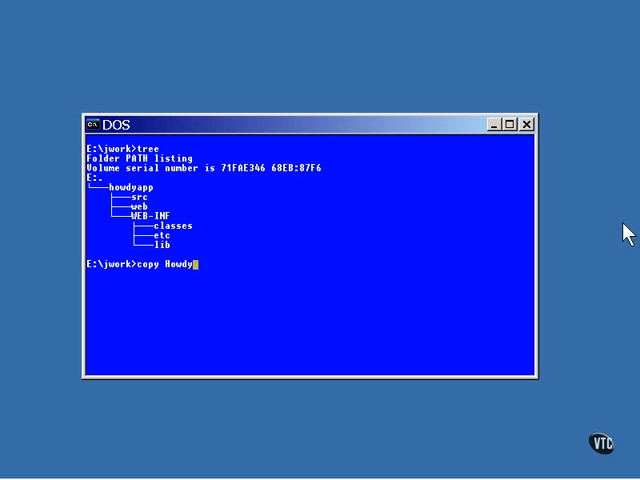 DOS
E:\jwork>tree
Folder PATH listing
Volume serial number is 71FAE346 68EB:87F6
E:.
└───howdyapp
    ├───src
    ├───web
    └───WEB-INF
        ├───classes
        ├───etc
        └───lib
E:\jwork>copy Howdy
VTC